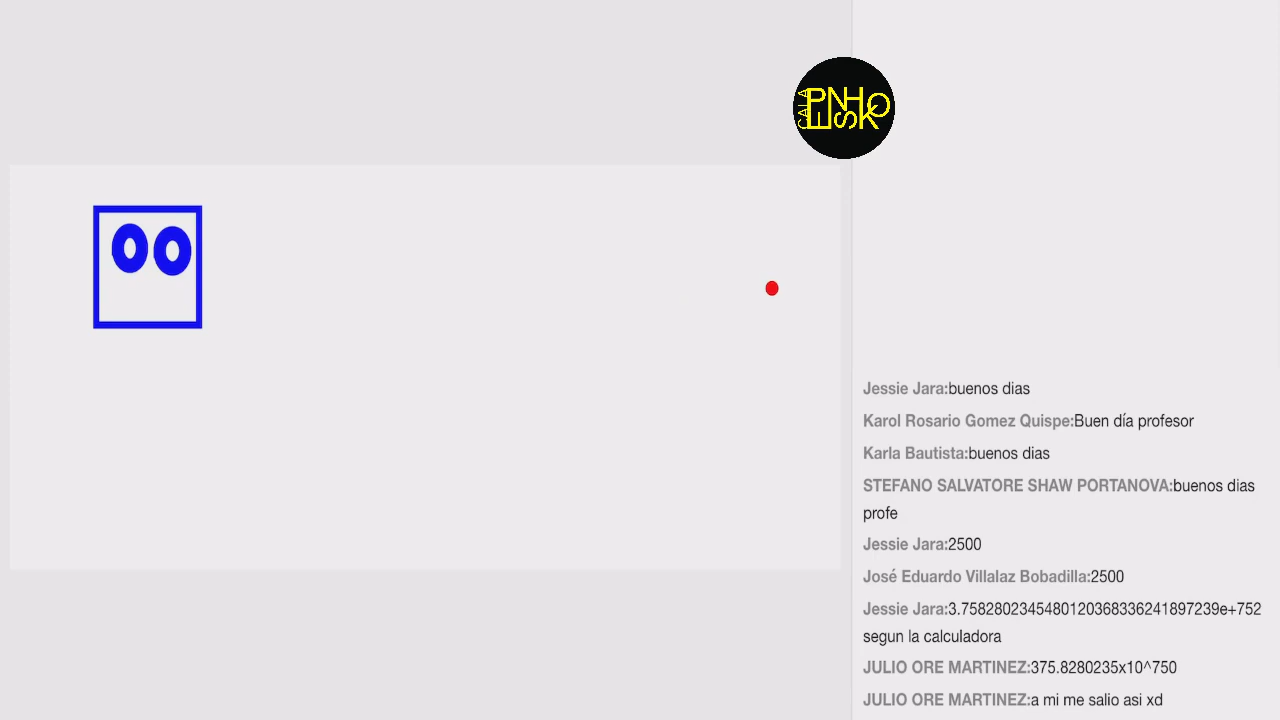 CALA
PENHSKO
Jessie Jara:buenos dias
Karol Rosario Gomez Quispe:Buen día profesor
Karla Bautista:buenos dias
STEFANO SALVATORE SHAW PORTANOVA:buenos dias
profe
Jessie Jara:2500
José Eduardo Villalaz Bobadilla:2500
Jessie Jara:3.7582802345480120368336241897239e+752
segun la calculadora
JULIO ORE MARTINEZ:375.8280235x10^750
JULIO ORE MARTINEZ:a mi me salio asi xd